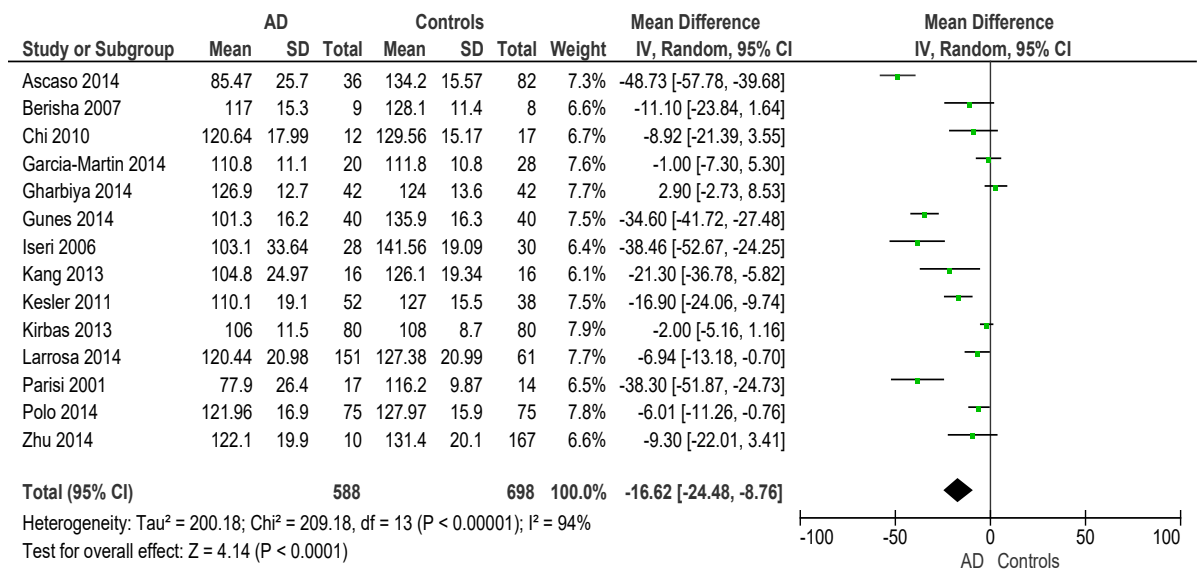 AD Controls Mean Difference Mean Difference
Study or Subgroup Mean SD Total Mean SD Total Weight IV, Random, 95% CI IV, Random, 95% CI
Ascaso 2014 85.47 25.7 36 134.2 15.57 82 7.3% -48.73 [-57.78, -39.68]
Berisha 2007 117 15.3 9 128.1 11.4 8 6.6% -11.10 [-23.84, 1.64]
Chi 2010 120.64 17.99 12 129.56 15.17 17 6.7% -8.92 [-21.39, 3.55]
Garcia-Martin 2014 110.8 11.1 20 111.8 10.8 28 7.6% -1.00 [-7.30, 5.30]
Gharbiya 2014 126.9 12.7 42 124 13.6 42 7.7% 2.90 [-2.73, 8.53]
Gunes 2014 101.3 16.2 40 135.9 16.3 40 7.5% -34.60 [-41.72, -27.48]
Iseri 2006 103.1 33.64 28 141.56 19.09 30 6.4% -38.46 [-52.67, -24.25]
Kang 2013 104.8 24.97 16 126.1 19.34 16 6.1% -21.30 [-36.78, -5.82]
Kesler 2011 110.1 19.1 52 127 15.5 38 7.5% -16.90 [-24.06, -9.74]
Kirbas 2013 106 11.5 80 108 8.7 80 7.9% -2.00 [-5.16, 1.16]
Larrosa 2014 120.44 20.98 151 127.38 20.99 61 7.7% -6.94 [-13.18, -0.70]
Parisi 2001 77.9 26.4 17 116.2 9.87 14 6.5% -38.30 [-51.87, -24.73]
Polo 2014 121.96 16.9 75 127.97 15.9 75 7.8% -6.01 [-11.26, -0.76]
Zhu 2014 122.1 19.9 10 131.4 20.1 167 6.6% -9.30 [-22.01, 3.41]
Total (95% CI) 588 698 100.0% -16.62 [-24.48, -8.76]
Heterogeneity: Tau² = 200.18; Chi² = 209.18, df = 13 (P < 0.00001); I² = 94%
Test for overall effect: Z = 4.14 (P < 0.0001)
-100 -50 0 50 100
AD Controls